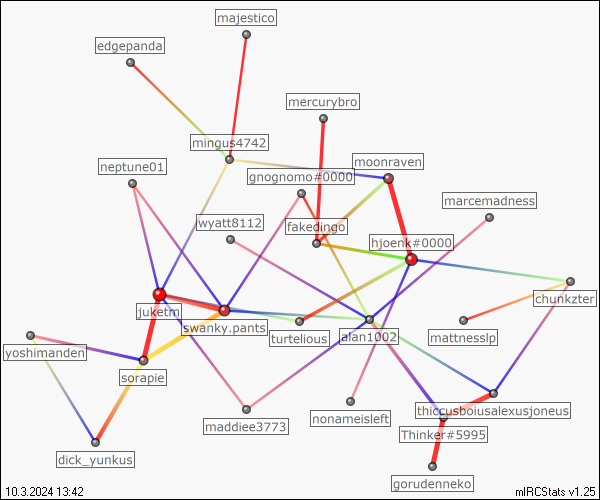 majestico
edgepanda
mercurybro
mingus4742
moonraven
neptune01
gnognomo#0000
marcemadness
wyatt8112
fakedingo
hjoenk#0000
chunkzter
juketm
swanky.pants
turtelious
alan1002
mattnesslp
yoshimanden
sorapie
thiccusboiusalexusjoneus
maddiee3773
nonameisleft
Thinker#5995
dick_yunkus
gorudenneko
10.3.2024 13:42
mIRCStats v1.25